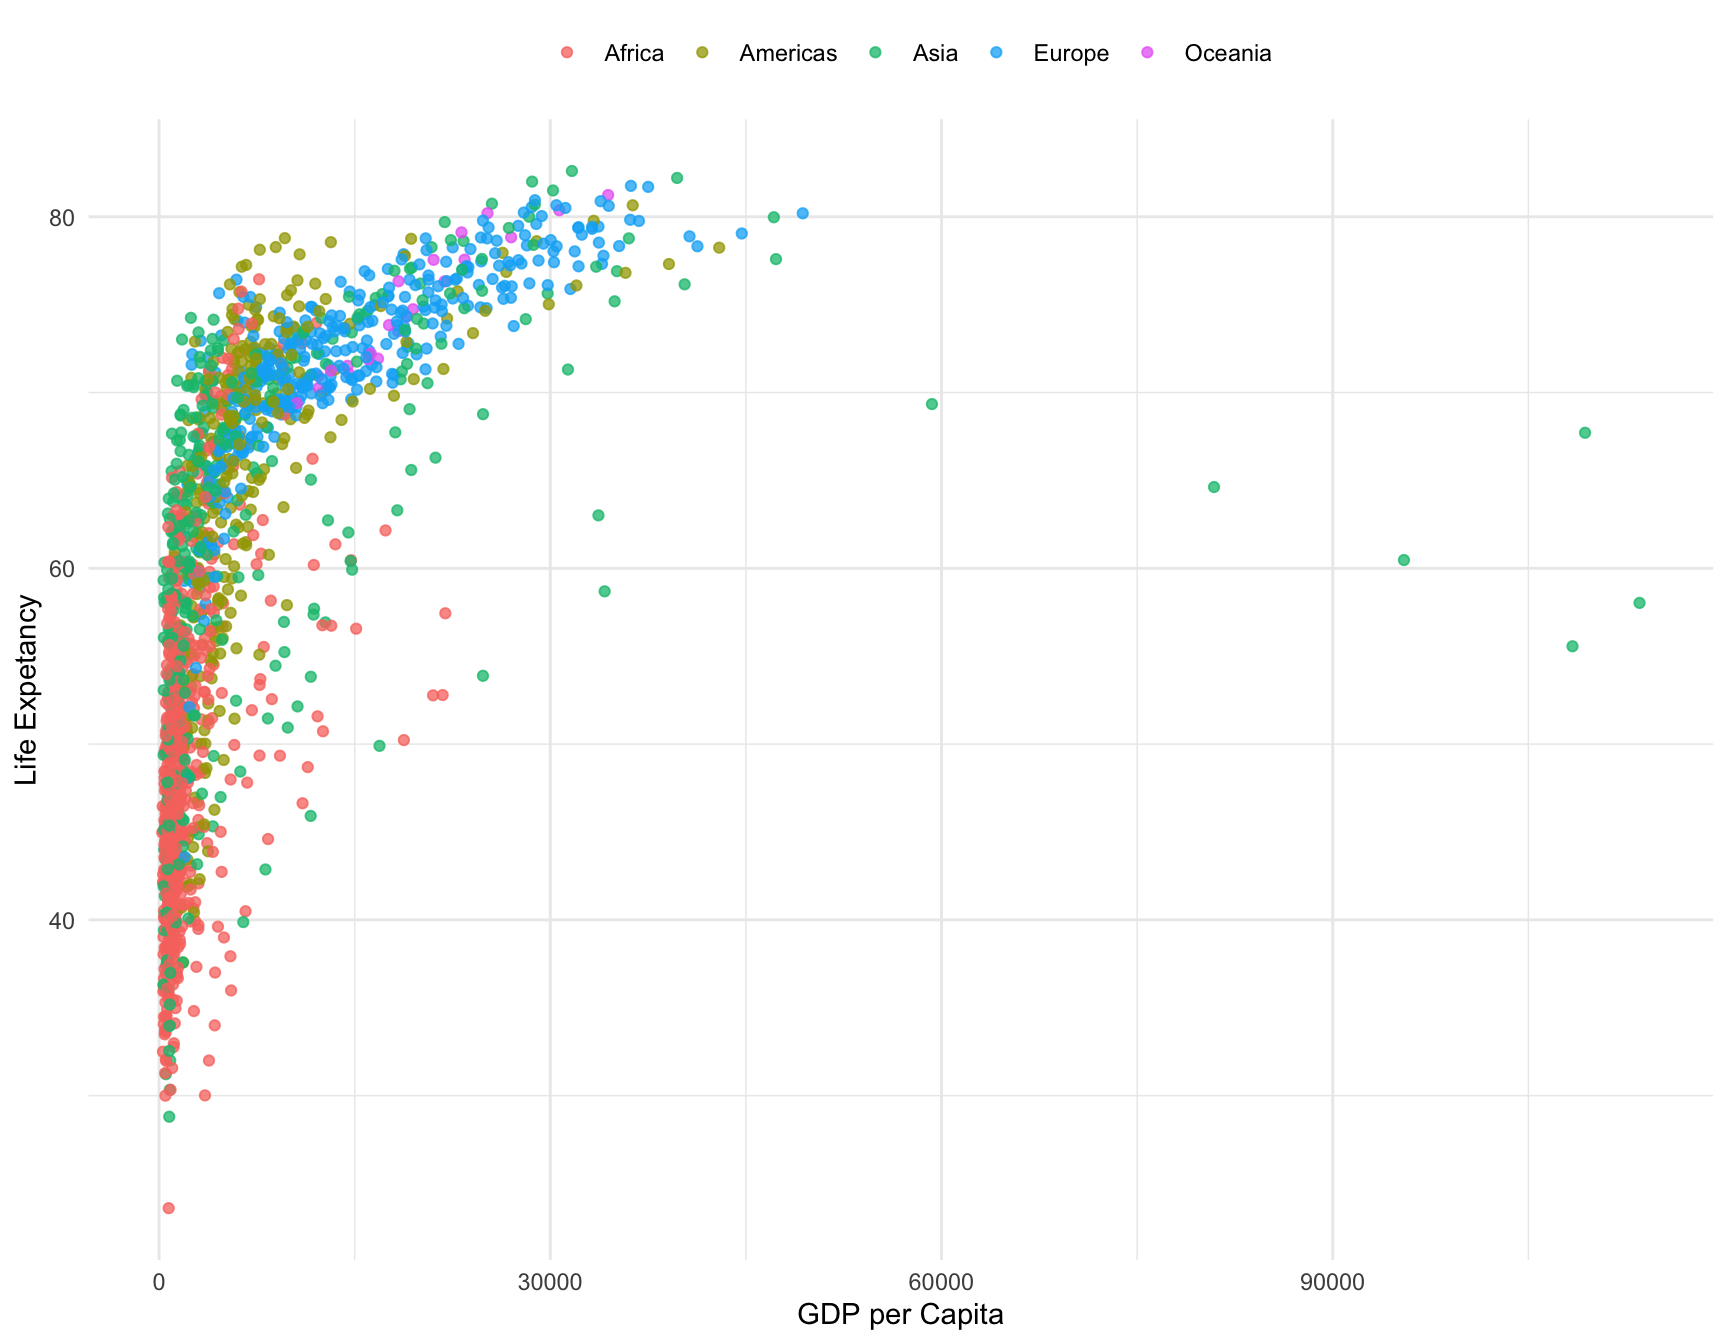 Africa Americas Asia Europe Oceania
80
60
40
Life Expetancy
0 30000 60000 90000
GDP per Capita